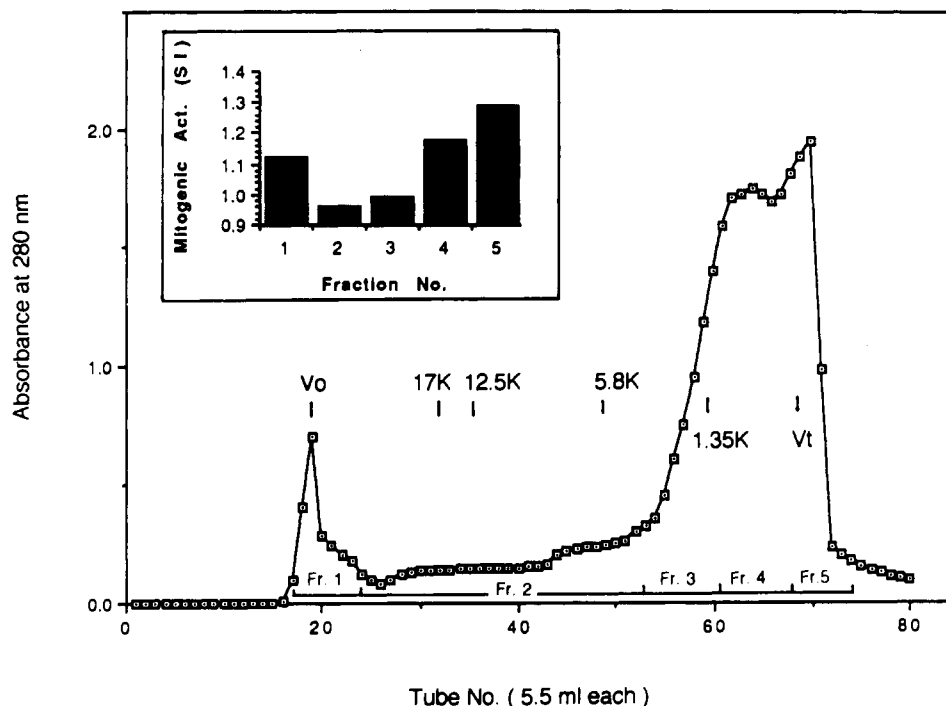 Mitogenic Act. (S I)
1.4
1.3
1.2
1.1
1.0
0.9
1 2 3 4 5
Fraction No.
Absorbance at 280 nm
2.0
1.0
0.0
Vo
17K 12.5K
5.8K
1.35K
Vt
Fr. 1
Fr. 2
Fr. 3
Fr. 4
Fr.5
0 20 40 60 80
Tube No. ( 5.5 ml each )